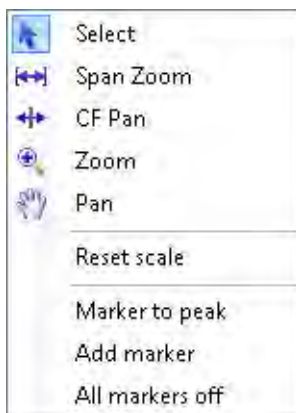 Select
Span Zoom
CF Pan
Zoom
Pan
Reset scale
Marker to peak
Add marker
All markers off